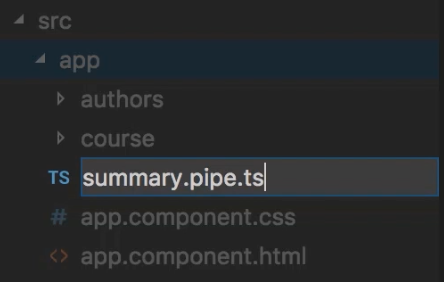 src
app
authors
course
TS summary.pipe.ts
# app.component.css
<> app.component.html